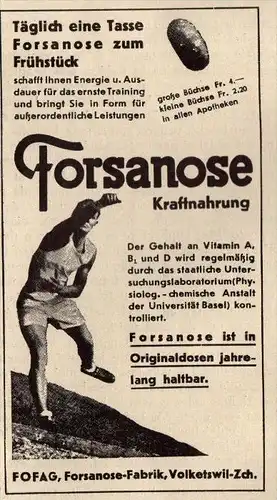 Täglich eine Tasse
Forsanose zum
Frühstück
schafft Ihnen Energie u. Aus-
dauer für das ernste Training
und bringt Sie in Form für
außerordentliche Leistungen
große Büchse Fr. 4.—
kleine Büchse Fr. 2.20
in allen Apotheken
Forsanose
Kraftnahrung
Der Gehalt an Vitamin A,
B₁ und D wird regelmäßig
durch das staatliche Unter-
suchungslaboratorium (Phy-
siolog. - chemische Anstalt
der Universität Basel) kon-
trolliert.
Forsanose ist in
Originaldosen jahre-
lang haltbar.
FOFAG, Forsanose-Fabrik, Volketswil-Zch.